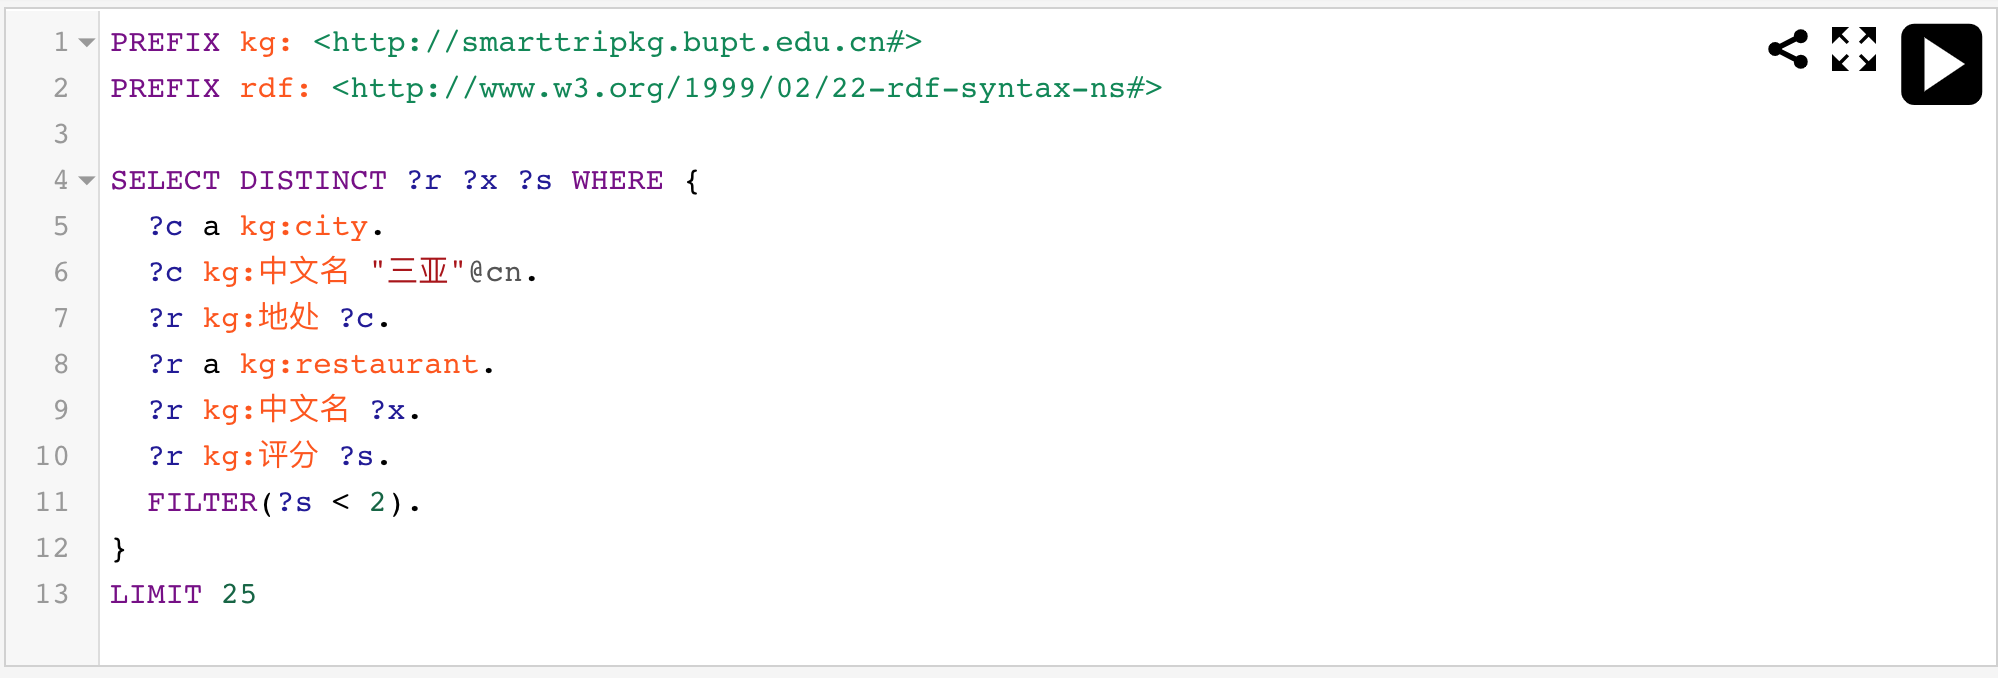 1 PREFIX kg: <http://smarttripkg.bupt.edu.cn#>
2 PREFIX rdf: <http://www.w3.org/1999/02/22-rdf-syntax-ns#>
3
4 SELECT DISTINCT ?r ?x ?s WHERE {
5   ?c a kg:city.
6   ?c kg:中文名 "三亚"@cn.
7   ?r kg:地处 ?c.
8   ?r a kg:restaurant.
9   ?r kg:中文名 ?x.
10   ?r kg:评分 ?s.
11   FILTER(?s < 2).
12 }
13 LIMIT 25